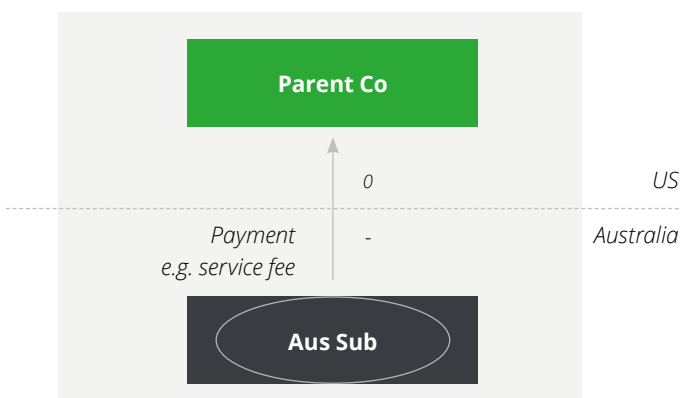 Parent Co
0
US
Payment
-
Australia
e.g. service fee
Aus Sub